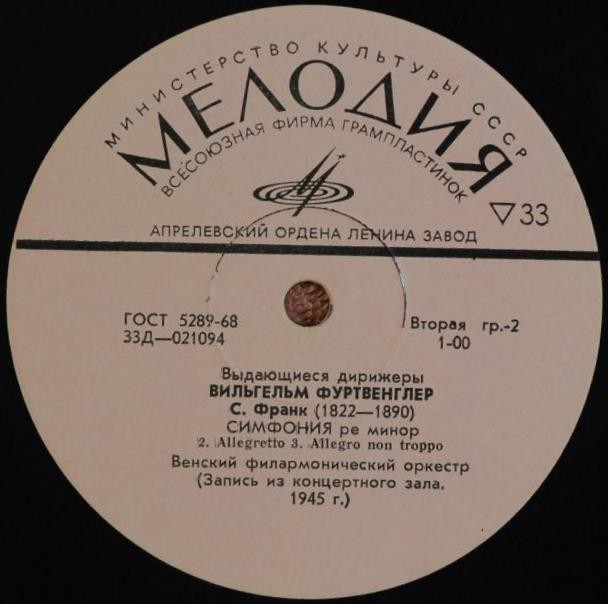 МИНИСТЕРСТВО КУЛЬТУРЫ СССР
МЕЛОДИЯ
ВСЕСОЮЗНАЯ ФИРМА ГРАМПЛАСТИНОК
▽33
АПРЕЛЕВСКИЙ ОРДЕНА ЛЕНИНА ЗАВОД
ГОСТ 5289-68
33Д—021094
Вторая гр.-2
1-00
Выдающиеся дирижеры
ВИЛЬГЕЛЬМ ФУРТВЕНГЛЕР
С. Франк (1822—1890)
СИМФОНИЯ ре минор
2. Allegretto 3. Allegro non troppo
Венский филармонический оркестр
(Запись из концертного зала.
1945 г.)